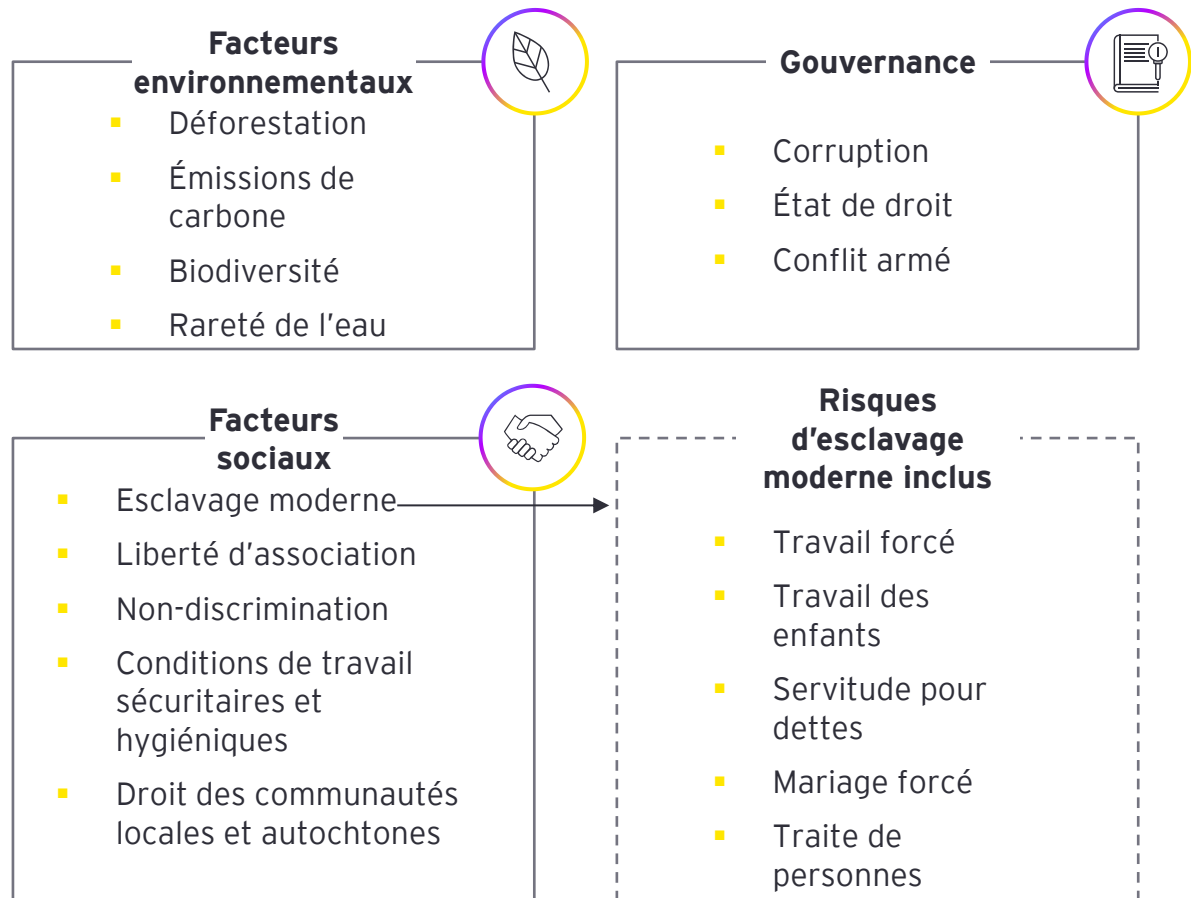 Facteurs
environnementaux
Déforestation
Émissions de
carbone
Biodiversité
Rareté de l'eau
Gouvernance
Corruption
État de droit
Conflit armé
Facteurs
sociaux
Esclavage moderne
Liberté d'association
Non-discrimination
Conditions de travail
sécuritaires et
hygiéniques
Droit des communautés
locales et autochtones
Risques
d'esclavage
moderne inclus
Travail forcé
Travail des
enfants
Servitude pour
dettes
Mariage forcé
Traite de
personnes